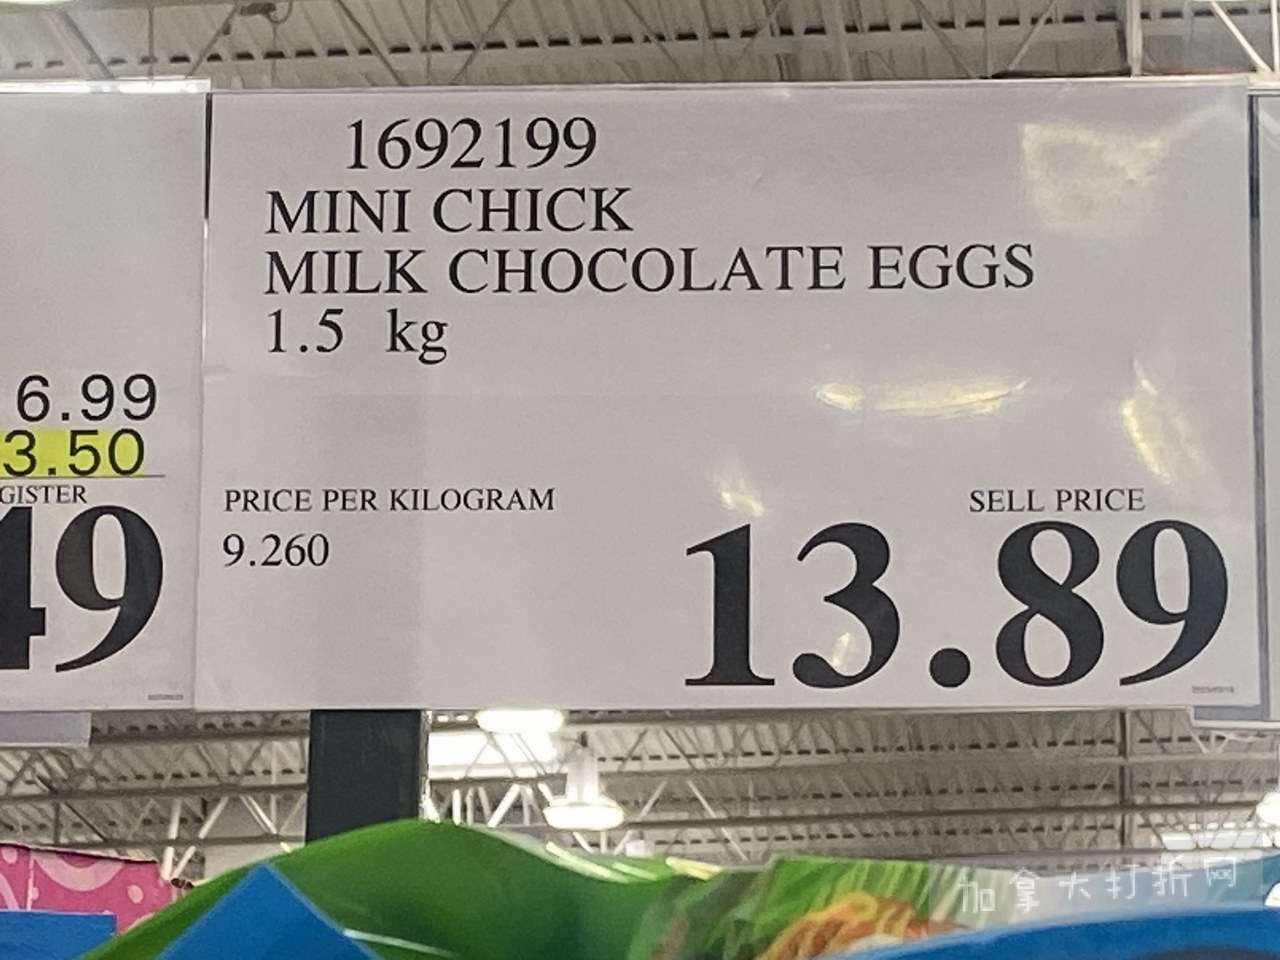 1692199
MINI CHICK
MILK CHOCOLATE EGGS
1.5 kg
6.99
3.50
GISTER
49
PRICE PER KILOGRAM
9.260
SELL PRICE
13.89
加拿大打折网